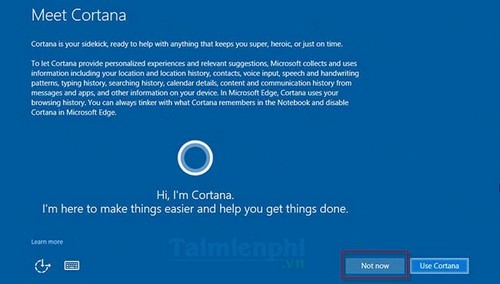 Meet Cortana
Cortana is your sidekick, ready to help with anything that keeps you super, heroic, or just on time.
To let Cortana provide personalized experiences and relevant suggestions, Microsoft collects and uses
information including your location and location history, contacts, voice input, speech and handwriting
patterns, typing history, searching history, calendar details, content and communication history from
messages and apps, and other information on your device. In Microsoft Edge, Cortana uses your
browsing history. You can always tinker with what Cortana remembers in the Notebook and disable
Cortana in Microsoft Edge.
Hi, I'm Cortana.
I'm here to make things easier and help you get things done.
Learn more
Taimienphi
.vn
Not now
Use Cortana